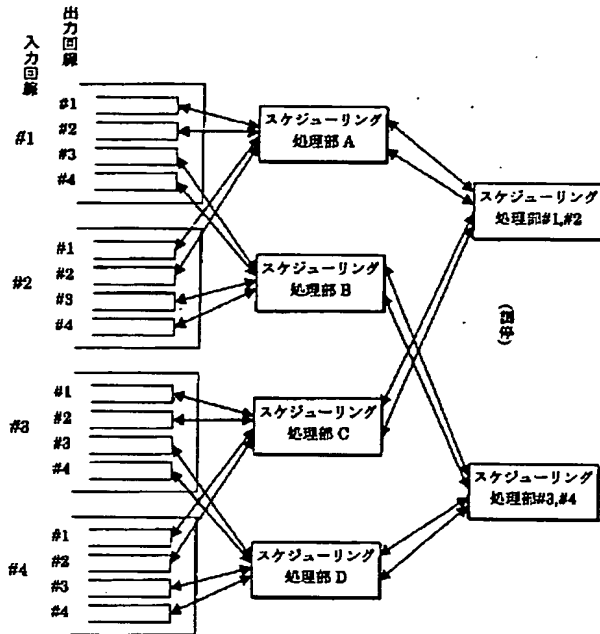 出力回線
入力回線
#1
#1
#2
#3
#4
#2
#1
#2
#3
#4
#3
#1
#2
#3
#4
#4
#1
#2
#3
#4
スケジューリング
処理部 A
スケジューリング
処理部 B
スケジューリング
処理部 C
スケジューリング
処理部 D
スケジューリング
処理部#1,#2
(調停)
スケジューリング
処理部#3,#4